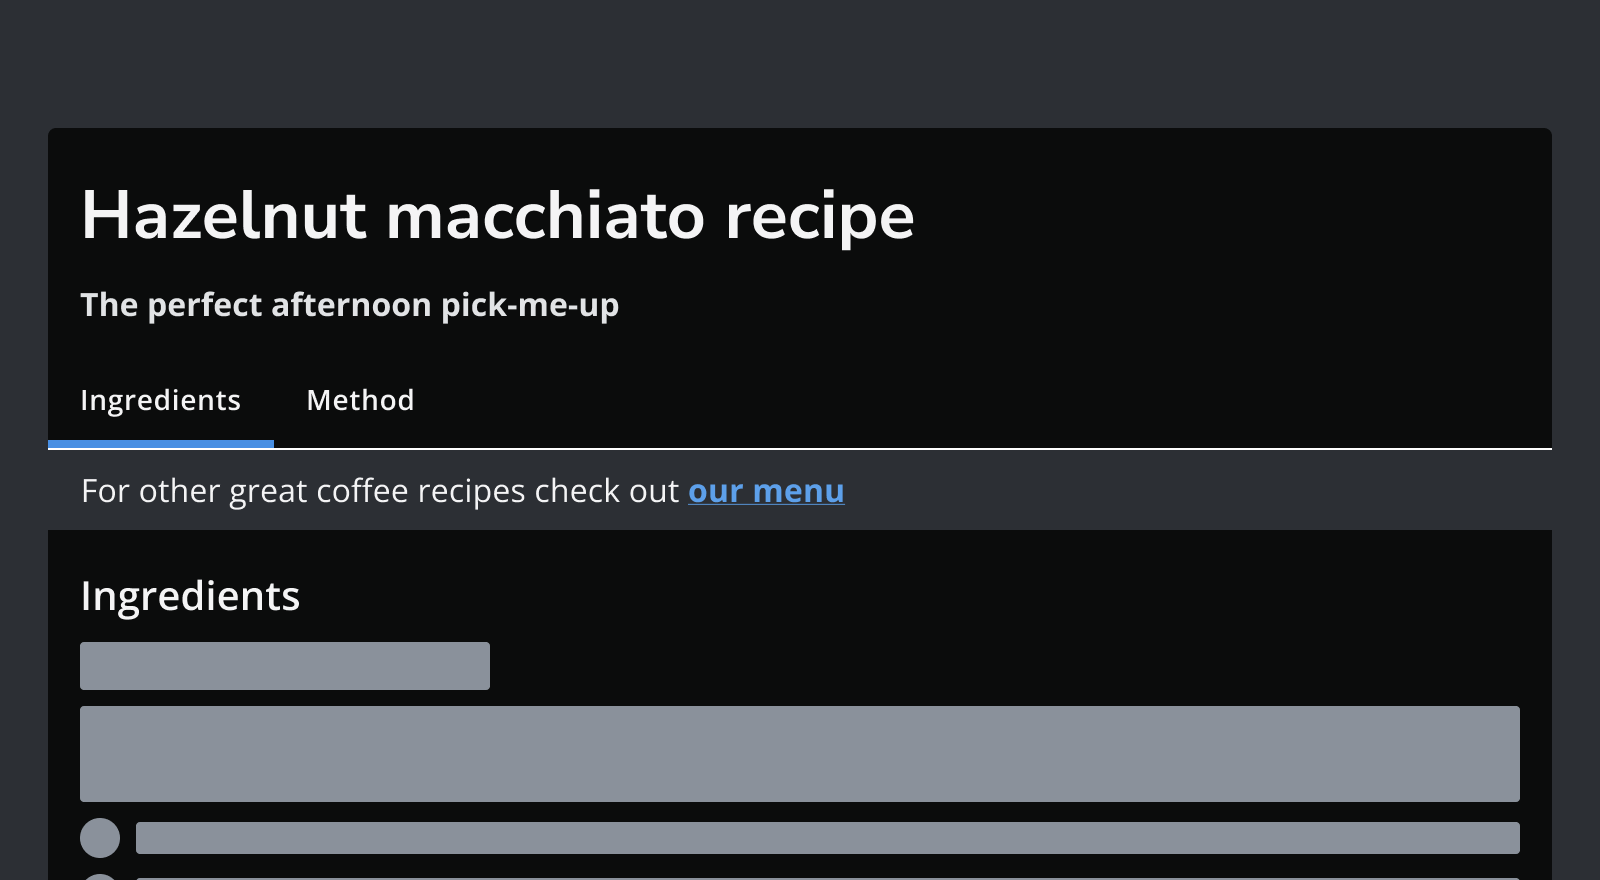 Hazelnut macchiato recipe
The perfect afternoon pick-me-up
Ingredients Method
For other great coffee recipes check out our menu
Ingredients